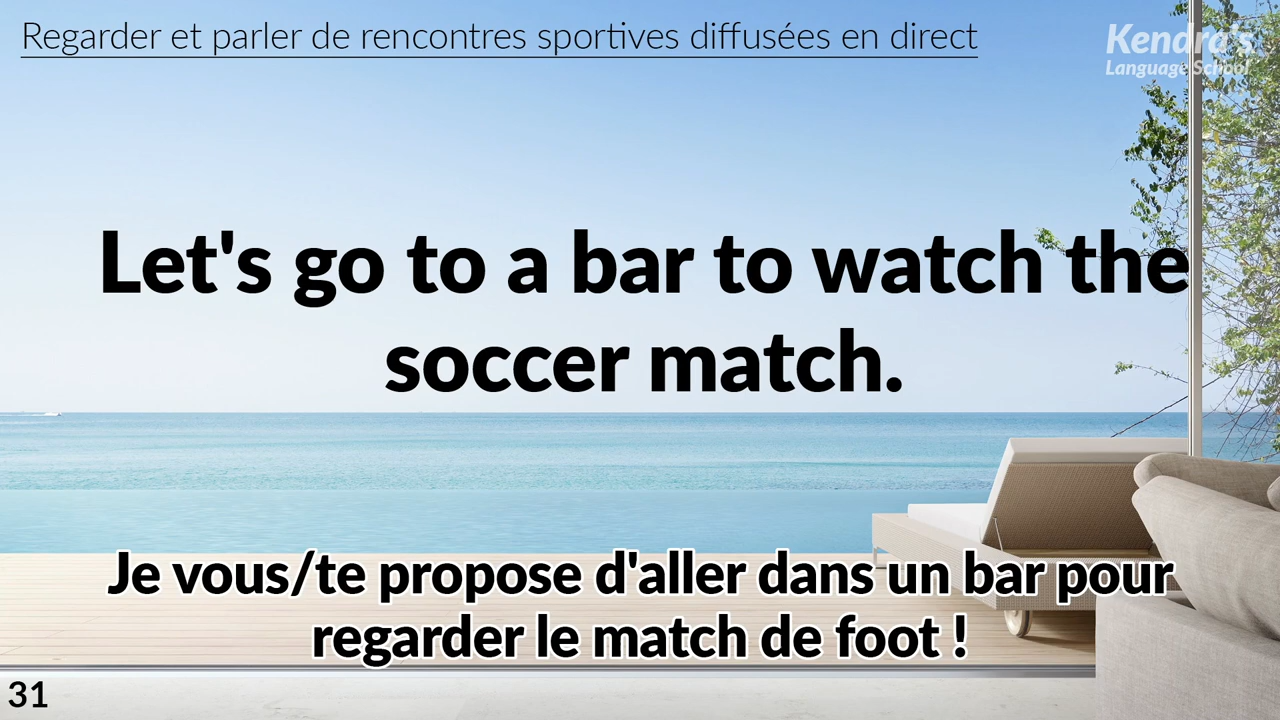 Regarder et parler de rencontres sportives diffusées en direct
Kendra's
Language School
Let's go to a bar to watch the
soccer match.
Je vous/te propose d'aller dans un bar pour
regarder le match de foot !
31